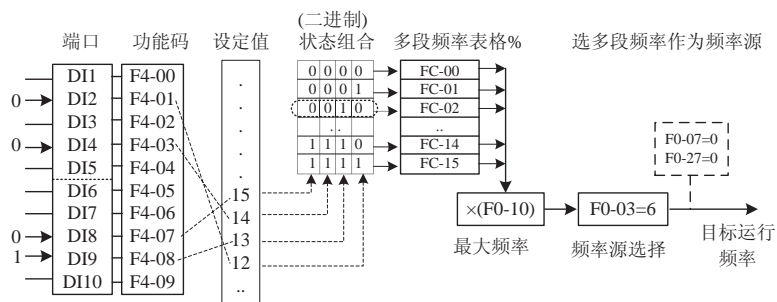 (二进制)
端口 功能码 设定值 状态组合 多段频率表格% 选多段频率作为频率源
DI1 F4-00 . 0 0 0 0 FC-00
0 DI2 F4-01 . 0 0 0 1 FC-01
DI3 F4-02 . 0 0 1 0 FC-02
0 DI4 F4-03 . .. ..
DI5 F4-04 . 1 1 1 0 FC-14
1 1 1 1 FC-15
F0-07=0
F0-27=0
DI6 F4-05 15
DI7 F4-06 14
0 DI8 F4-07 13
1 DI9 F4-08 12
DI10 F4-09 ..
×(F0-10) F0-03=6
最大频率 频率源选择 目标运行
频率